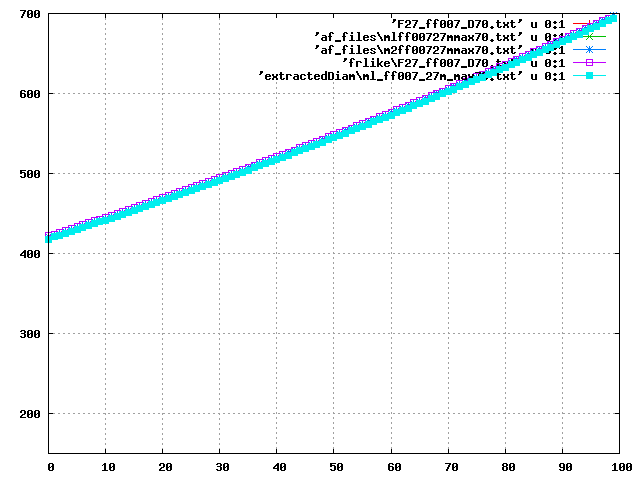 700
600
500
400
300
200
0 10 20 30 40 50 60 70 80 90 100
'F27_ff007_D70.txt' u 0:1
'af_files\m1ff00727mmax70.txt' u 0:1
'af_files\m2ff00727mmax70.txt' u 0:1
'frlike\F27_ff007_D70.txt' u 0:1
'extractedDiam\ml_ff007_27m_max70.txt' u 0:1